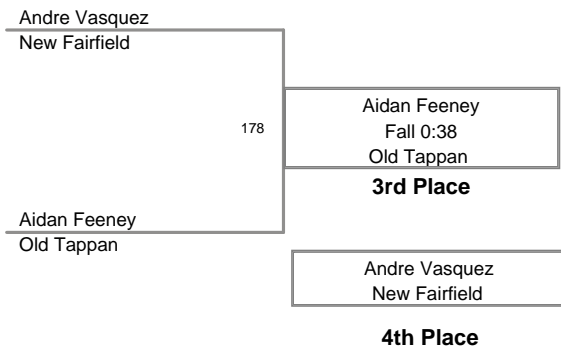 Andre Vasquez
New Fairfield
178
Aidan Feeney
Fall 0:38
Old Tappan
3rd Place
Aidan Feeney
Old Tappan
Andre Vasquez
New Fairfield
4th Place